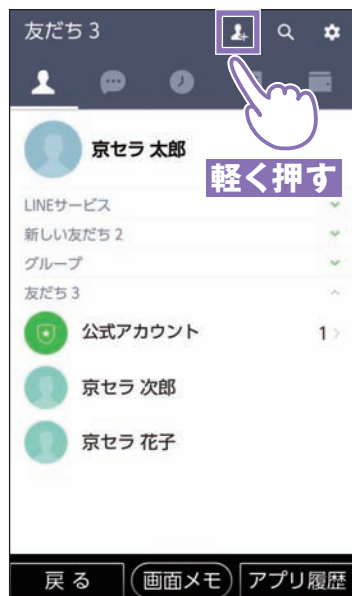 友だち 3
京セラ 太郎
軽く押す
LINEサービス
新しい友だち 2
グループ
友だち 3
公式アカウント 1
京セラ 次郎
京セラ 花子
戻る 画面メモ アプリ履歴